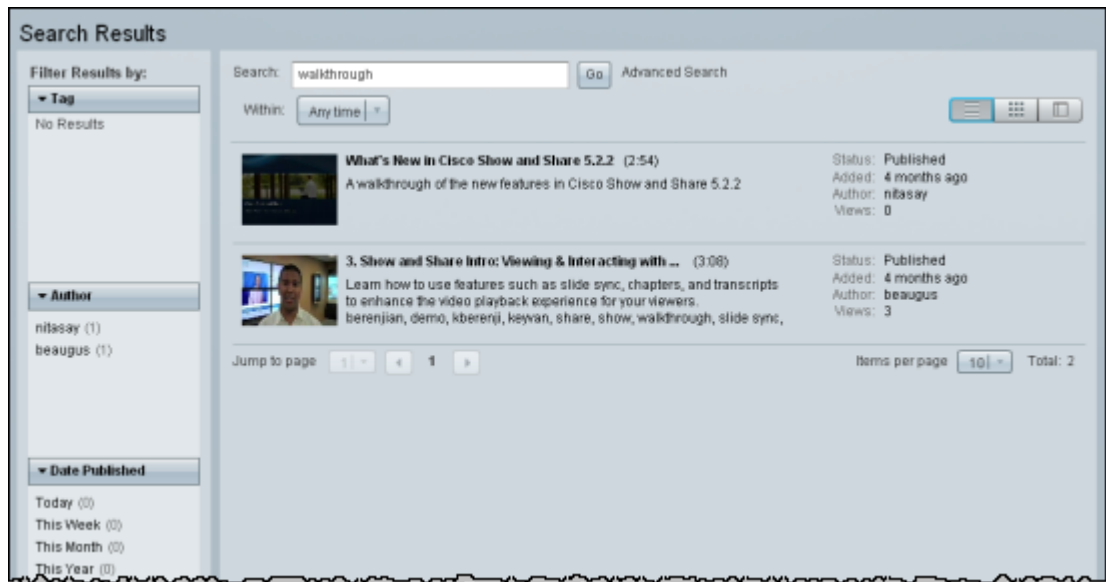 Search Results
Filter Results by:
Tag
No Results
Author
nitasay (1)
beaugus (1)
Date Published
Today (0)
This Week (0)
This Month (0)
This Year (0)
Search: walkthrough Go Advanced Search
Within: Any time
What's New in Cisco Show and Share 5.2.2 (2:54)
A walkthrough of the new features in Cisco Show and Share 5.2.2
Status: Published
Added: 4 months ago
Author: nitasay
Views: 0
3. Show and Share Intro: Viewing & Interacting with ... (3:08)
Learn how to use features such as slide sync, chapters, and transcripts
to enhance the video playback experience for your viewers.
berenjian, demo, kberenji, keyvan, share, show, walkthrough, slide sync,
Status: Published
Added: 4 months ago
Author: beaugus
Views: 3
Jump to page 1 1 Items per page 10 Total: 2